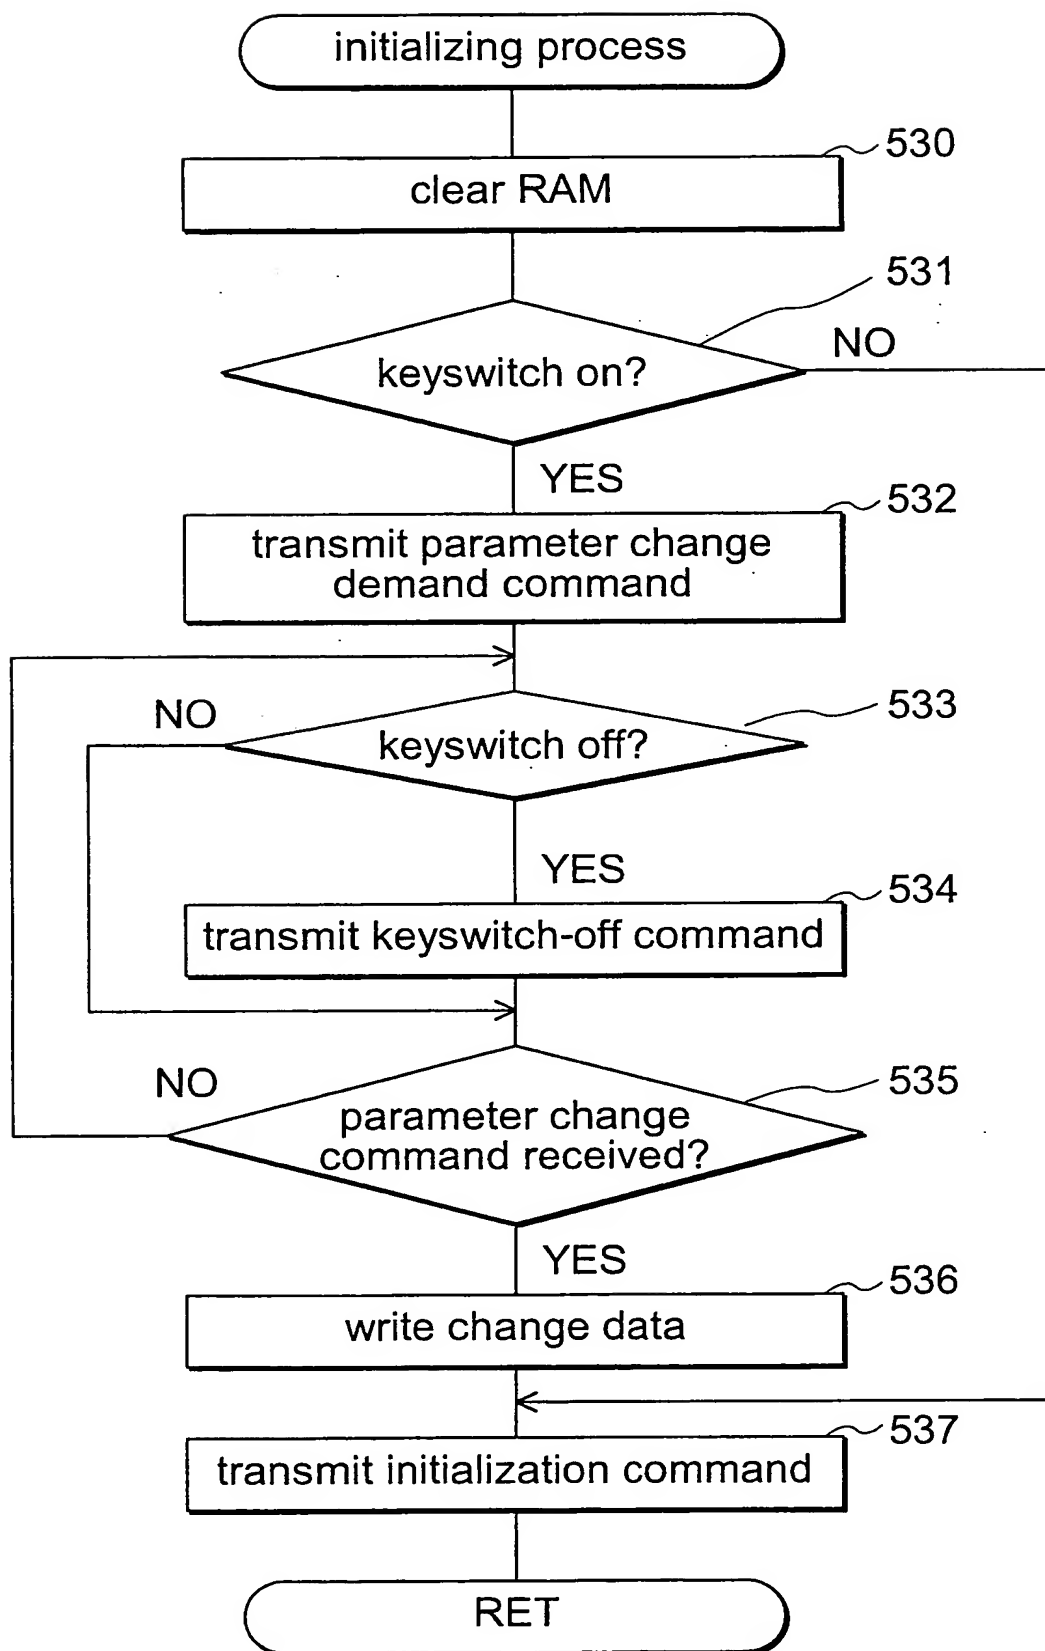 initializing process
530
clear RAM
531
keyswitch on?
NO
YES
532
transmit parameter change
demand command
533
NO
keyswitch off?
YES
534
transmit keyswitch-off command
535
NO
parameter change
command received?
YES
536
write change data
537
transmit initialization command
RET